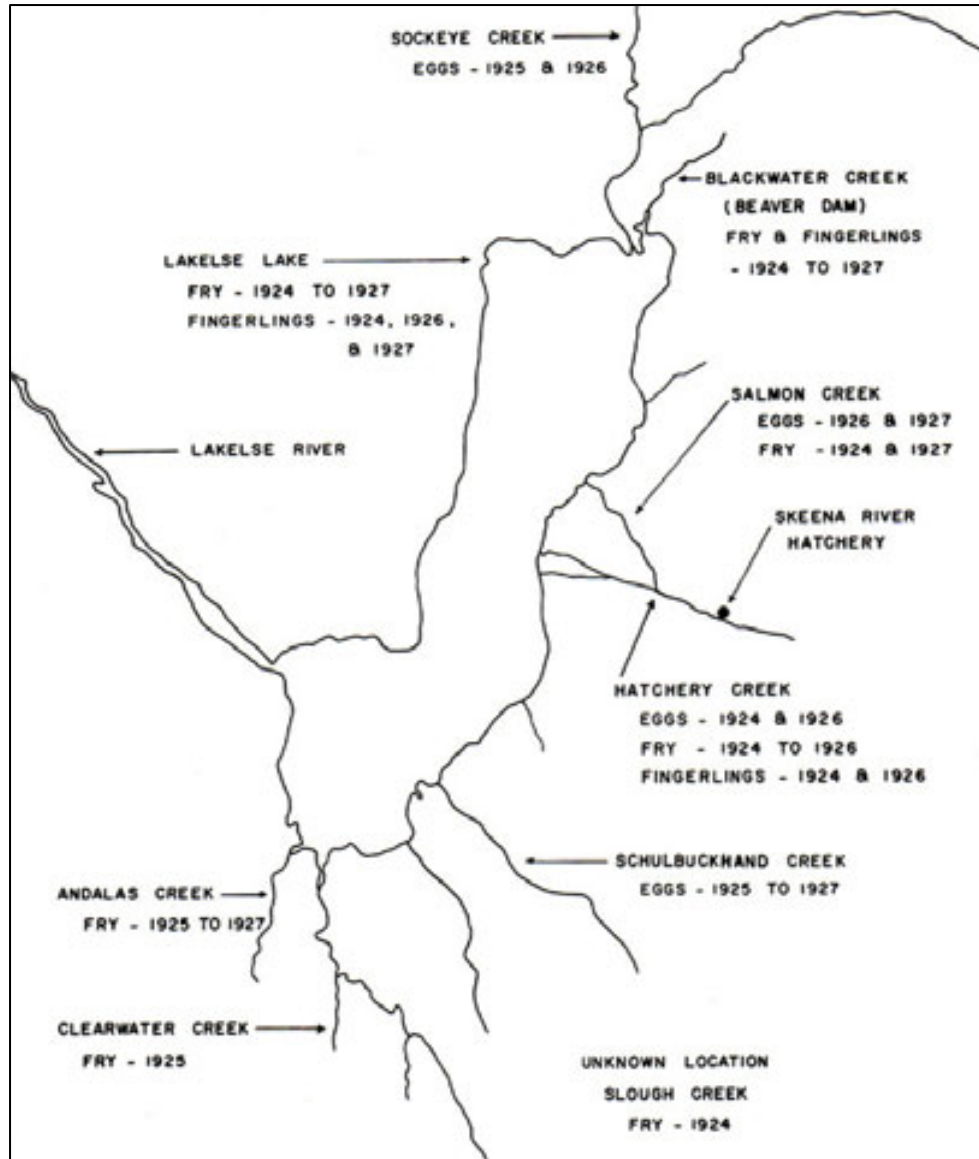 SOCKEYE CREEK
EGGS - 1925 & 1926
BLACKWATER CREEK
(BEAVER DAM)
FRY & FINGERLINGS
- 1924 TO 1927
LAKELSE LAKE
FRY - 1924 TO 1927
FINGERLINGS - 1924, 1926,
& 1927
SALMON CREEK
EGGS - 1926 & 1927
FRY - 1924 & 1927
LAKELSE RIVER
SKEENA RIVER
HATCHERY
HATCHERY CREEK
EGGS - 1924 & 1926
FRY - 1924 TO 1926
FINGERLINGS - 1924 & 1926
SCHULBUCKHAND CREEK
EGGS - 1925 TO 1927
ANDALAS CREEK
FRY - 1925 TO 1927
CLEARWATER CREEK
FRY - 1925
UNKNOWN LOCATION
SLOUGH CREEK
FRY - 1924